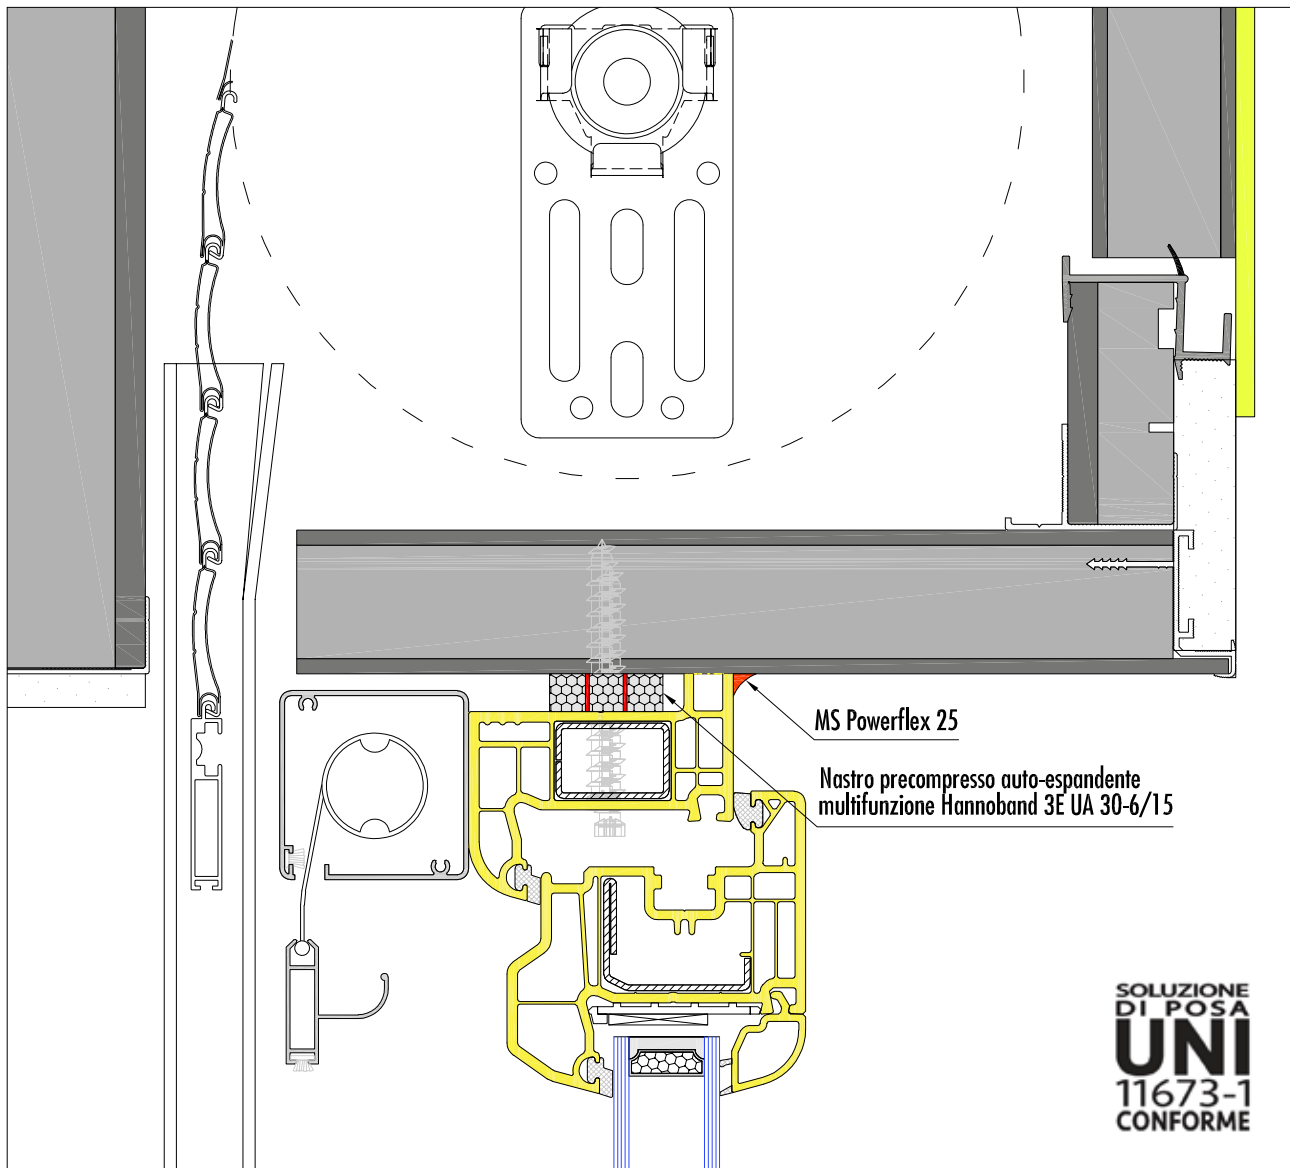 MS Powerflex 25
Nastro precompresso auto-espandente
multifunzione Hannoband 3E UA 30-6/15
SOLUZIONE
DI POSA
UNI
11673-1
CONFORME